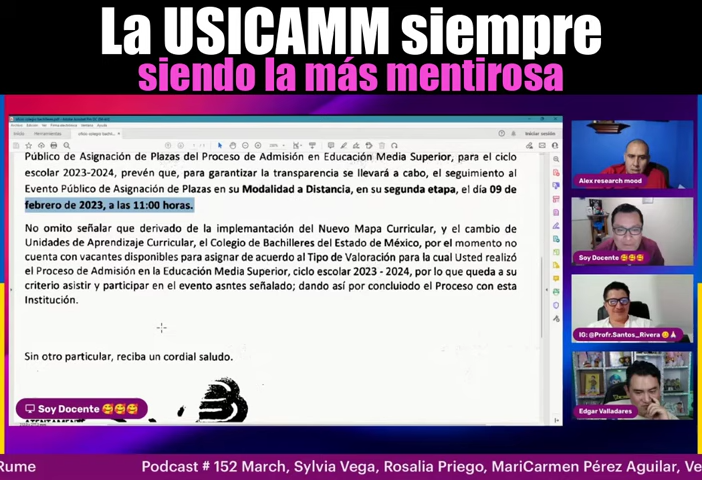 La USICAMM siempre
siendo la más mentirosa
Iniciar sesión
Público de Asignación de Plazas del Proceso de Admisión en Educación Media Superior, para el ciclo
escolar 2023-2024, prevén que, para garantizar la transparencia se llevará a cabo, el seguimiento al
Evento Público de Asignación de Plazas en su Modalidad a Distancia, en su segunda etapa, el día 09 de
febrero de 2023, a las 11:00 horas.
No omito señalar que derivado de la implementación del Nuevo Mapa Curricular, y el cambio de
Unidades de Aprendizaje Curricular, el Colegio de Bachilleres del Estado de México, por el momento no
cuenta con vacantes disponibles para asignar de acuerdo al Tipo de Valoración para la cual Usted realizó
el Proceso de Admisión en la Educación Media Superior, ciclo escolar 2023 - 2024, por lo que queda a su
criterio asistir y participar en el evento asntes señalado; dando así por concluiodo el Proceso con esta
Institución.
Sin otro particular, reciba un cordial saludo.
Soy Docente 🥰🥰🥰
Alex research mood
Soy Docente 🥰🥰🥰
IG: @Profr.Santos_Rivera
Edgar Valladares
Rume Podcast # 152 March, Sylvia Vega, Rosalia Priego, MariCarmen Pérez Aguilar, Ve